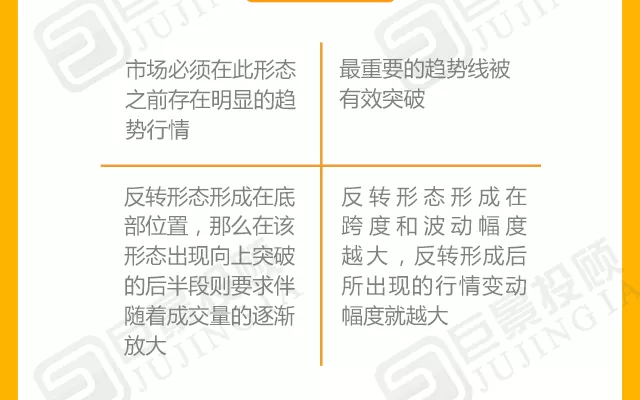 市场必须在此形态
之前存在明显的趋
势行情
最重要的趋势线被
有效突破
反转形态形成在底
部位置，那么在该
形态出现向上突破
的后半段则要求伴
随着成交量的逐渐
放大
反转形态形成在
跨度和波动幅度
越大，反转形成后
所出现的行情变动
幅度就越大
巨景投顾
JUJINGTA